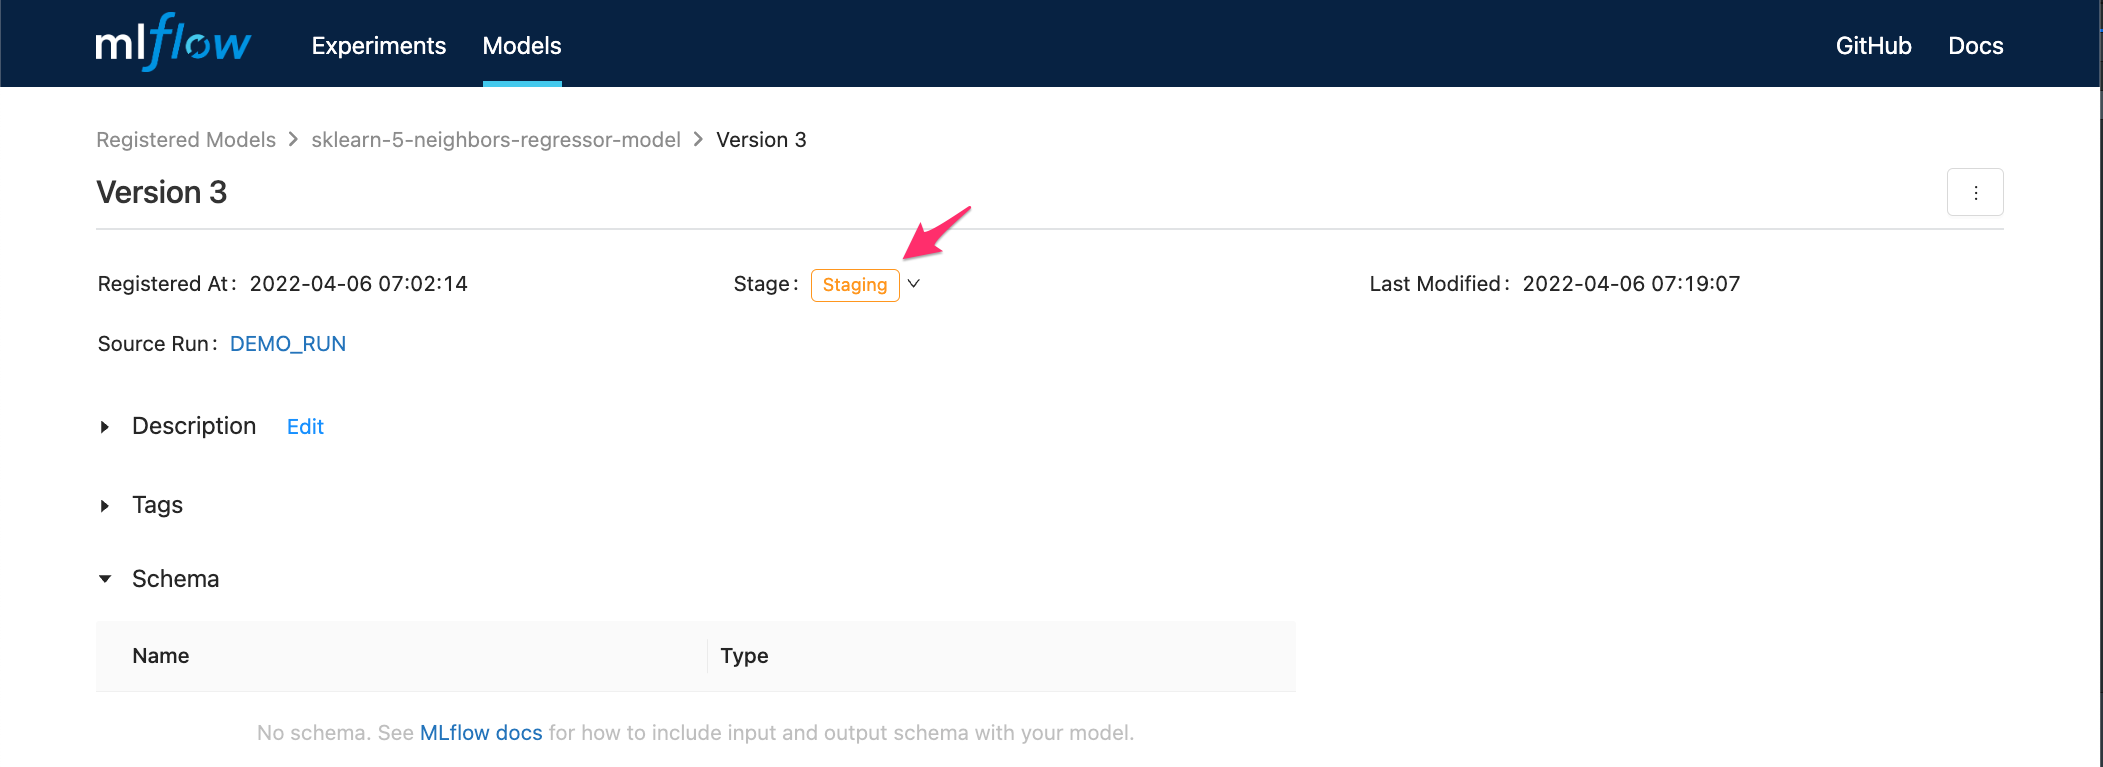 mlflow Experiments Models GitHub Docs
Registered Models > sklearn-5-neighbors-regressor-model > Version 3
Version 3
Registered At: 2022-04-06 07:02:14 Stage: Staging Last Modified: 2022-04-06 07:19:07
Source Run: DEMO_RUN
Description Edit
Tags
Schema
Name Type
No schema. See MLflow docs for how to include input and output schema with your model.